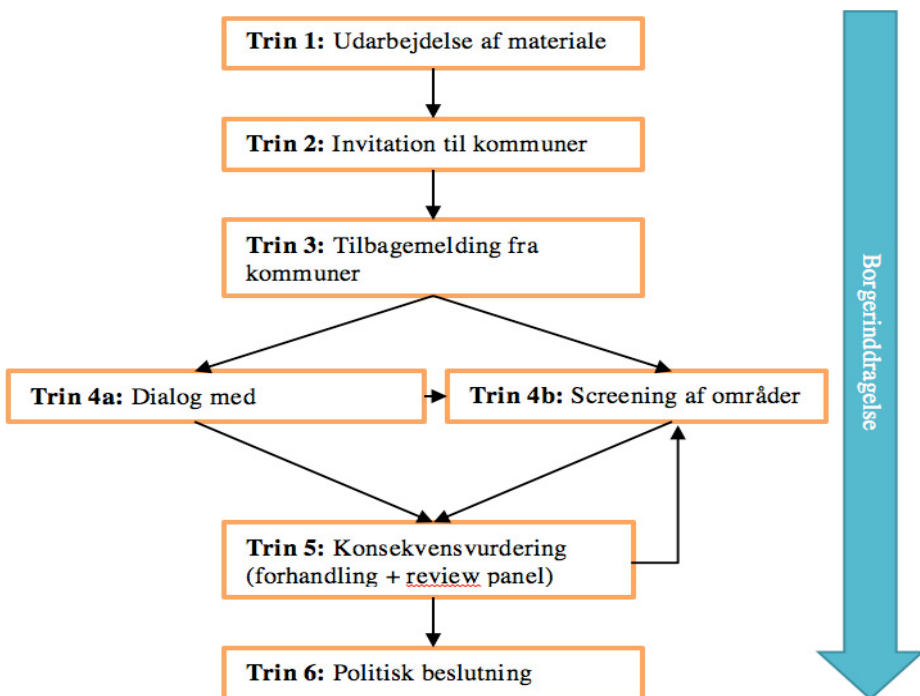 Trin 1: Udarbejdelse af materiale
Trin 2: Invitation til kommuner
Trin 3: Tilbagemelding fra
kommuner
Trin 4a: Dialog med
Trin 4b: Screening af områder
Trin 5: Konsekvensvurdering
(forhandling + review panel)
Trin 6: Politisk beslutning
Borgerinddragelse